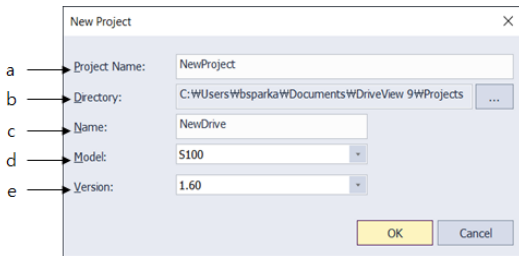 New Project
a Project Name: NewProject
b Directory: C:₩Users₩bsparka₩Documents₩DriveView 9₩Projects ...
c Name: NewDrive
d Model: S100
e Version: 1.60
OK Cancel